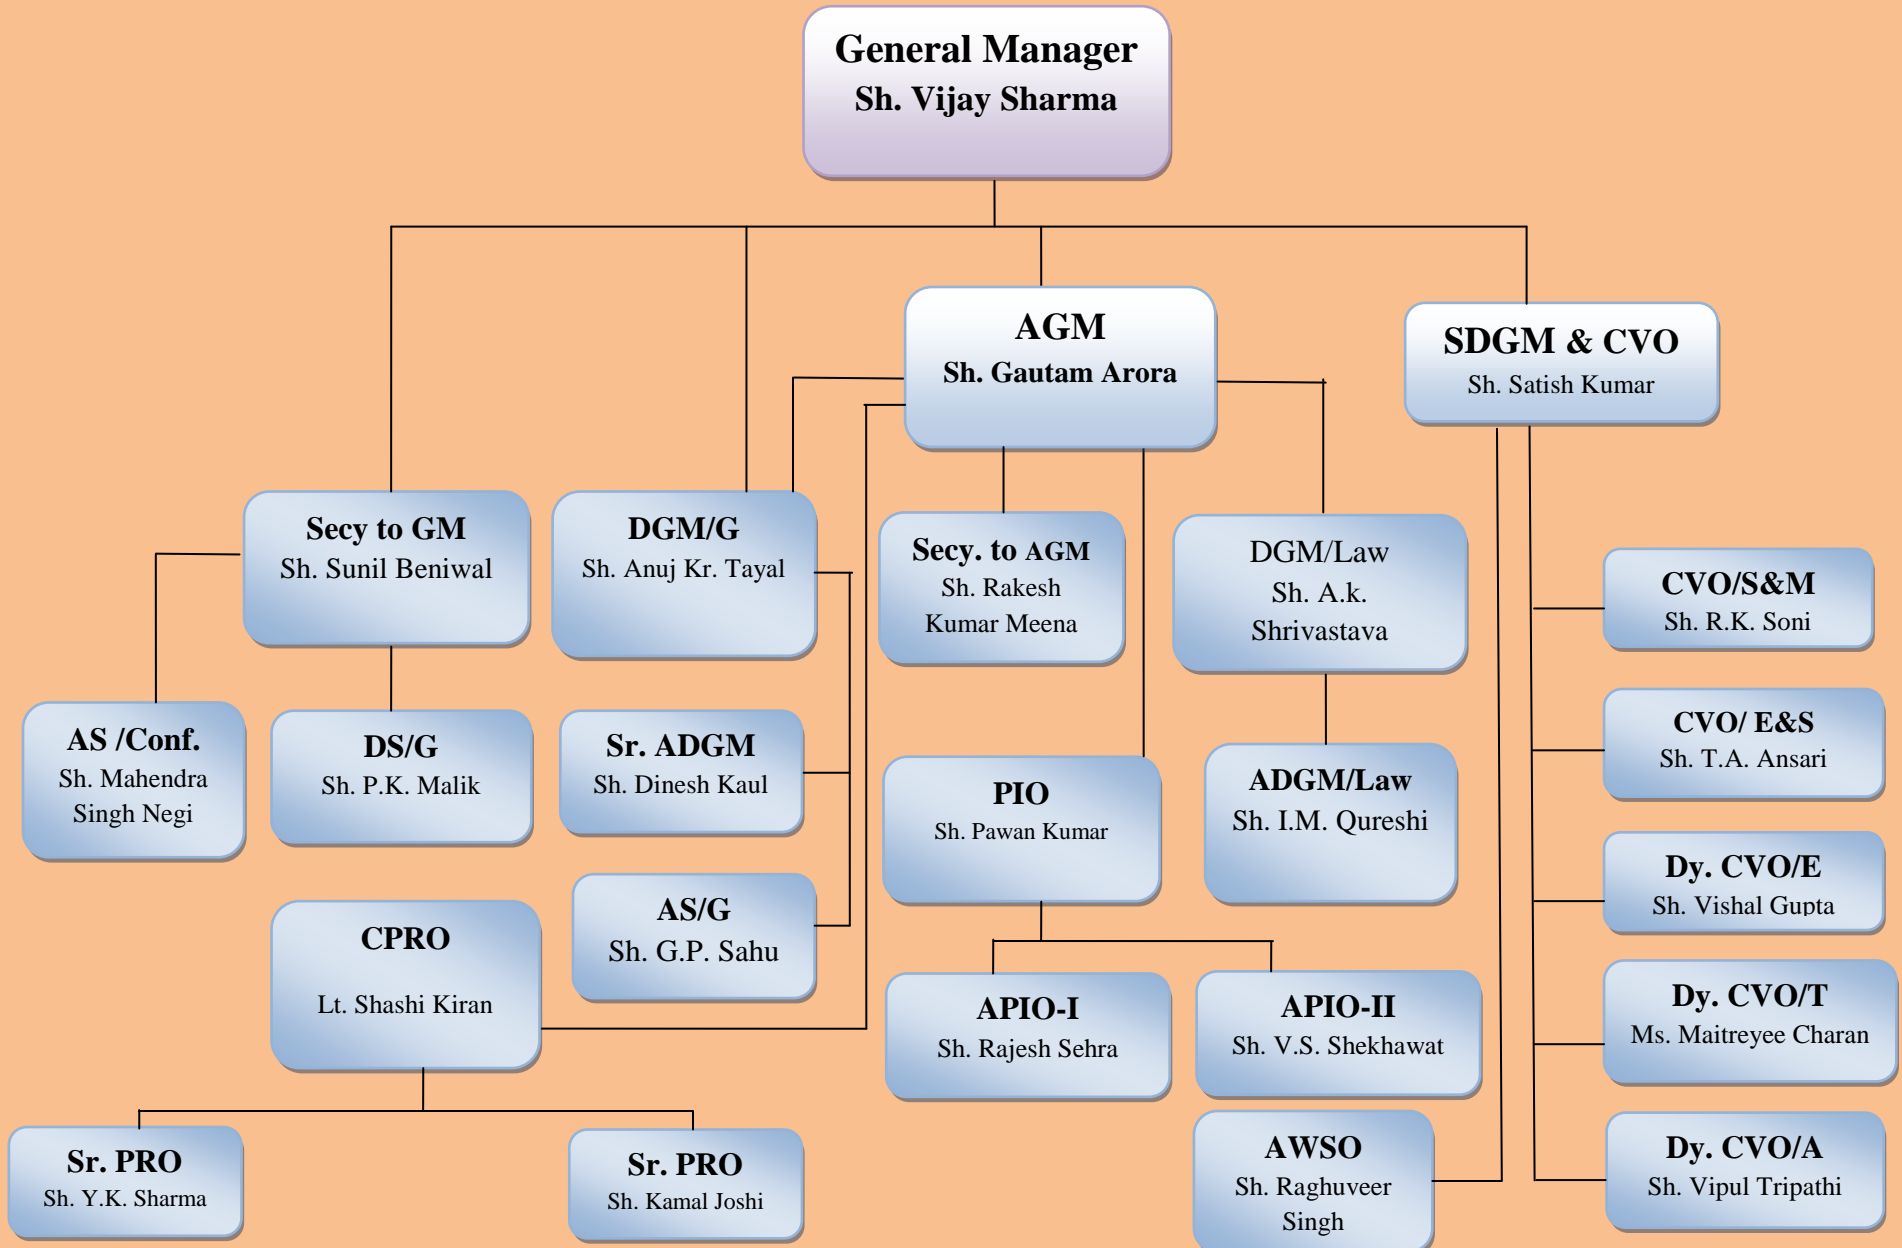 General Manager
Sh. Vijay Sharma
AGM
Sh. Gautam Arora
SDGM & CVO
Sh. Satish Kumar
Secy to GM
Sh. Sunil Beniwal
DGM/G
Sh. Anuj Kr. Tayal
Secy. to AGM
Sh. Rakesh
Kumar Meena
DGM/Law
Sh. A.k.
Shrivastava
CVO/S&M
Sh. R.K. Soni
AS /Conf.
Sh. Mahendra
Singh Negi
DS/G
Sh. P.K. Malik
Sr. ADGM
Sh. Dinesh Kaul
PIO
Sh. Pawan Kumar
ADGM/Law
Sh. I.M. Qureshi
CVO/ E&S
Sh. T.A. Ansari
Dy. CVO/E
Sh. Vishal Gupta
CPRO
Lt. Shashi Kiran
AS/G
Sh. G.P. Sahu
APIO-I
Sh. Rajesh Sehra
APIO-II
Sh. V.S. Shekhawat
Dy. CVO/T
Ms. Maitreyee Charan
Sr. PRO
Sh. Y.K. Sharma
Sr. PRO
Sh. Kamal Joshi
AWSO
Sh. Raghuveer
Singh
Dy. CVO/A
Sh. Vipul Tripathi